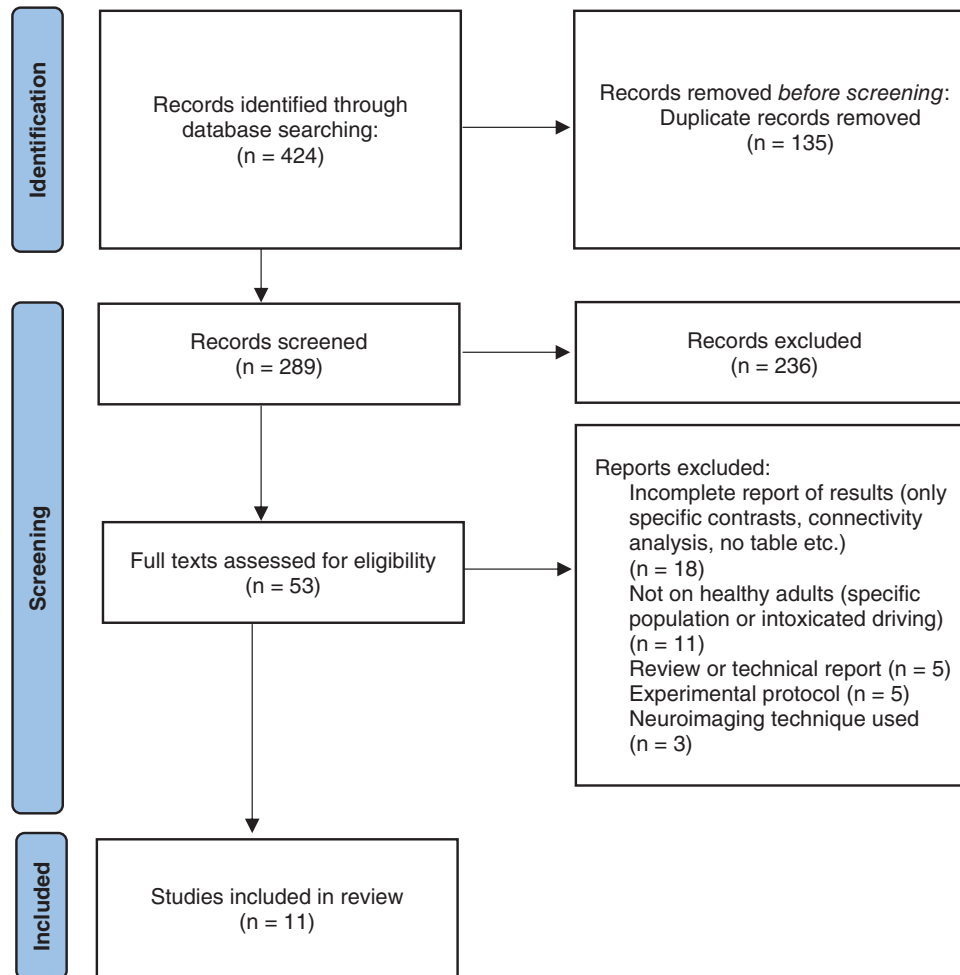 Identification
Records identified through
database searching:
(n = 424)
Records removed before screening:
Duplicate records removed
(n = 135)
Screening
Records screened
(n = 289)
Records excluded
(n = 236)
Full texts assessed for eligibility
(n = 53)
Reports excluded:
Incomplete report of results (only
specific contrasts, connectivity
analysis, no table etc.)
(n = 18)
Not on healthy adults (specific
population or intoxicated driving)
(n = 11)
Review or technical report (n = 5)
Experimental protocol (n = 5)
Neuroimaging technique used
(n = 3)
Included
Studies included in review
(n = 11)